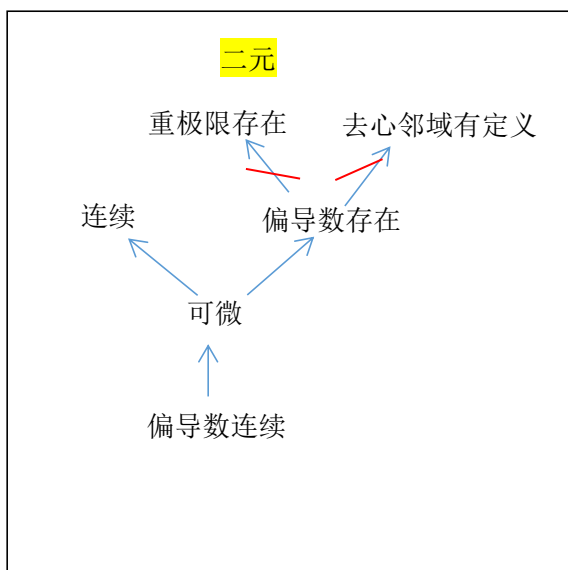 二元
重极限存在
去心邻域有定义
连续
偏导数存在
可微
偏导数连续